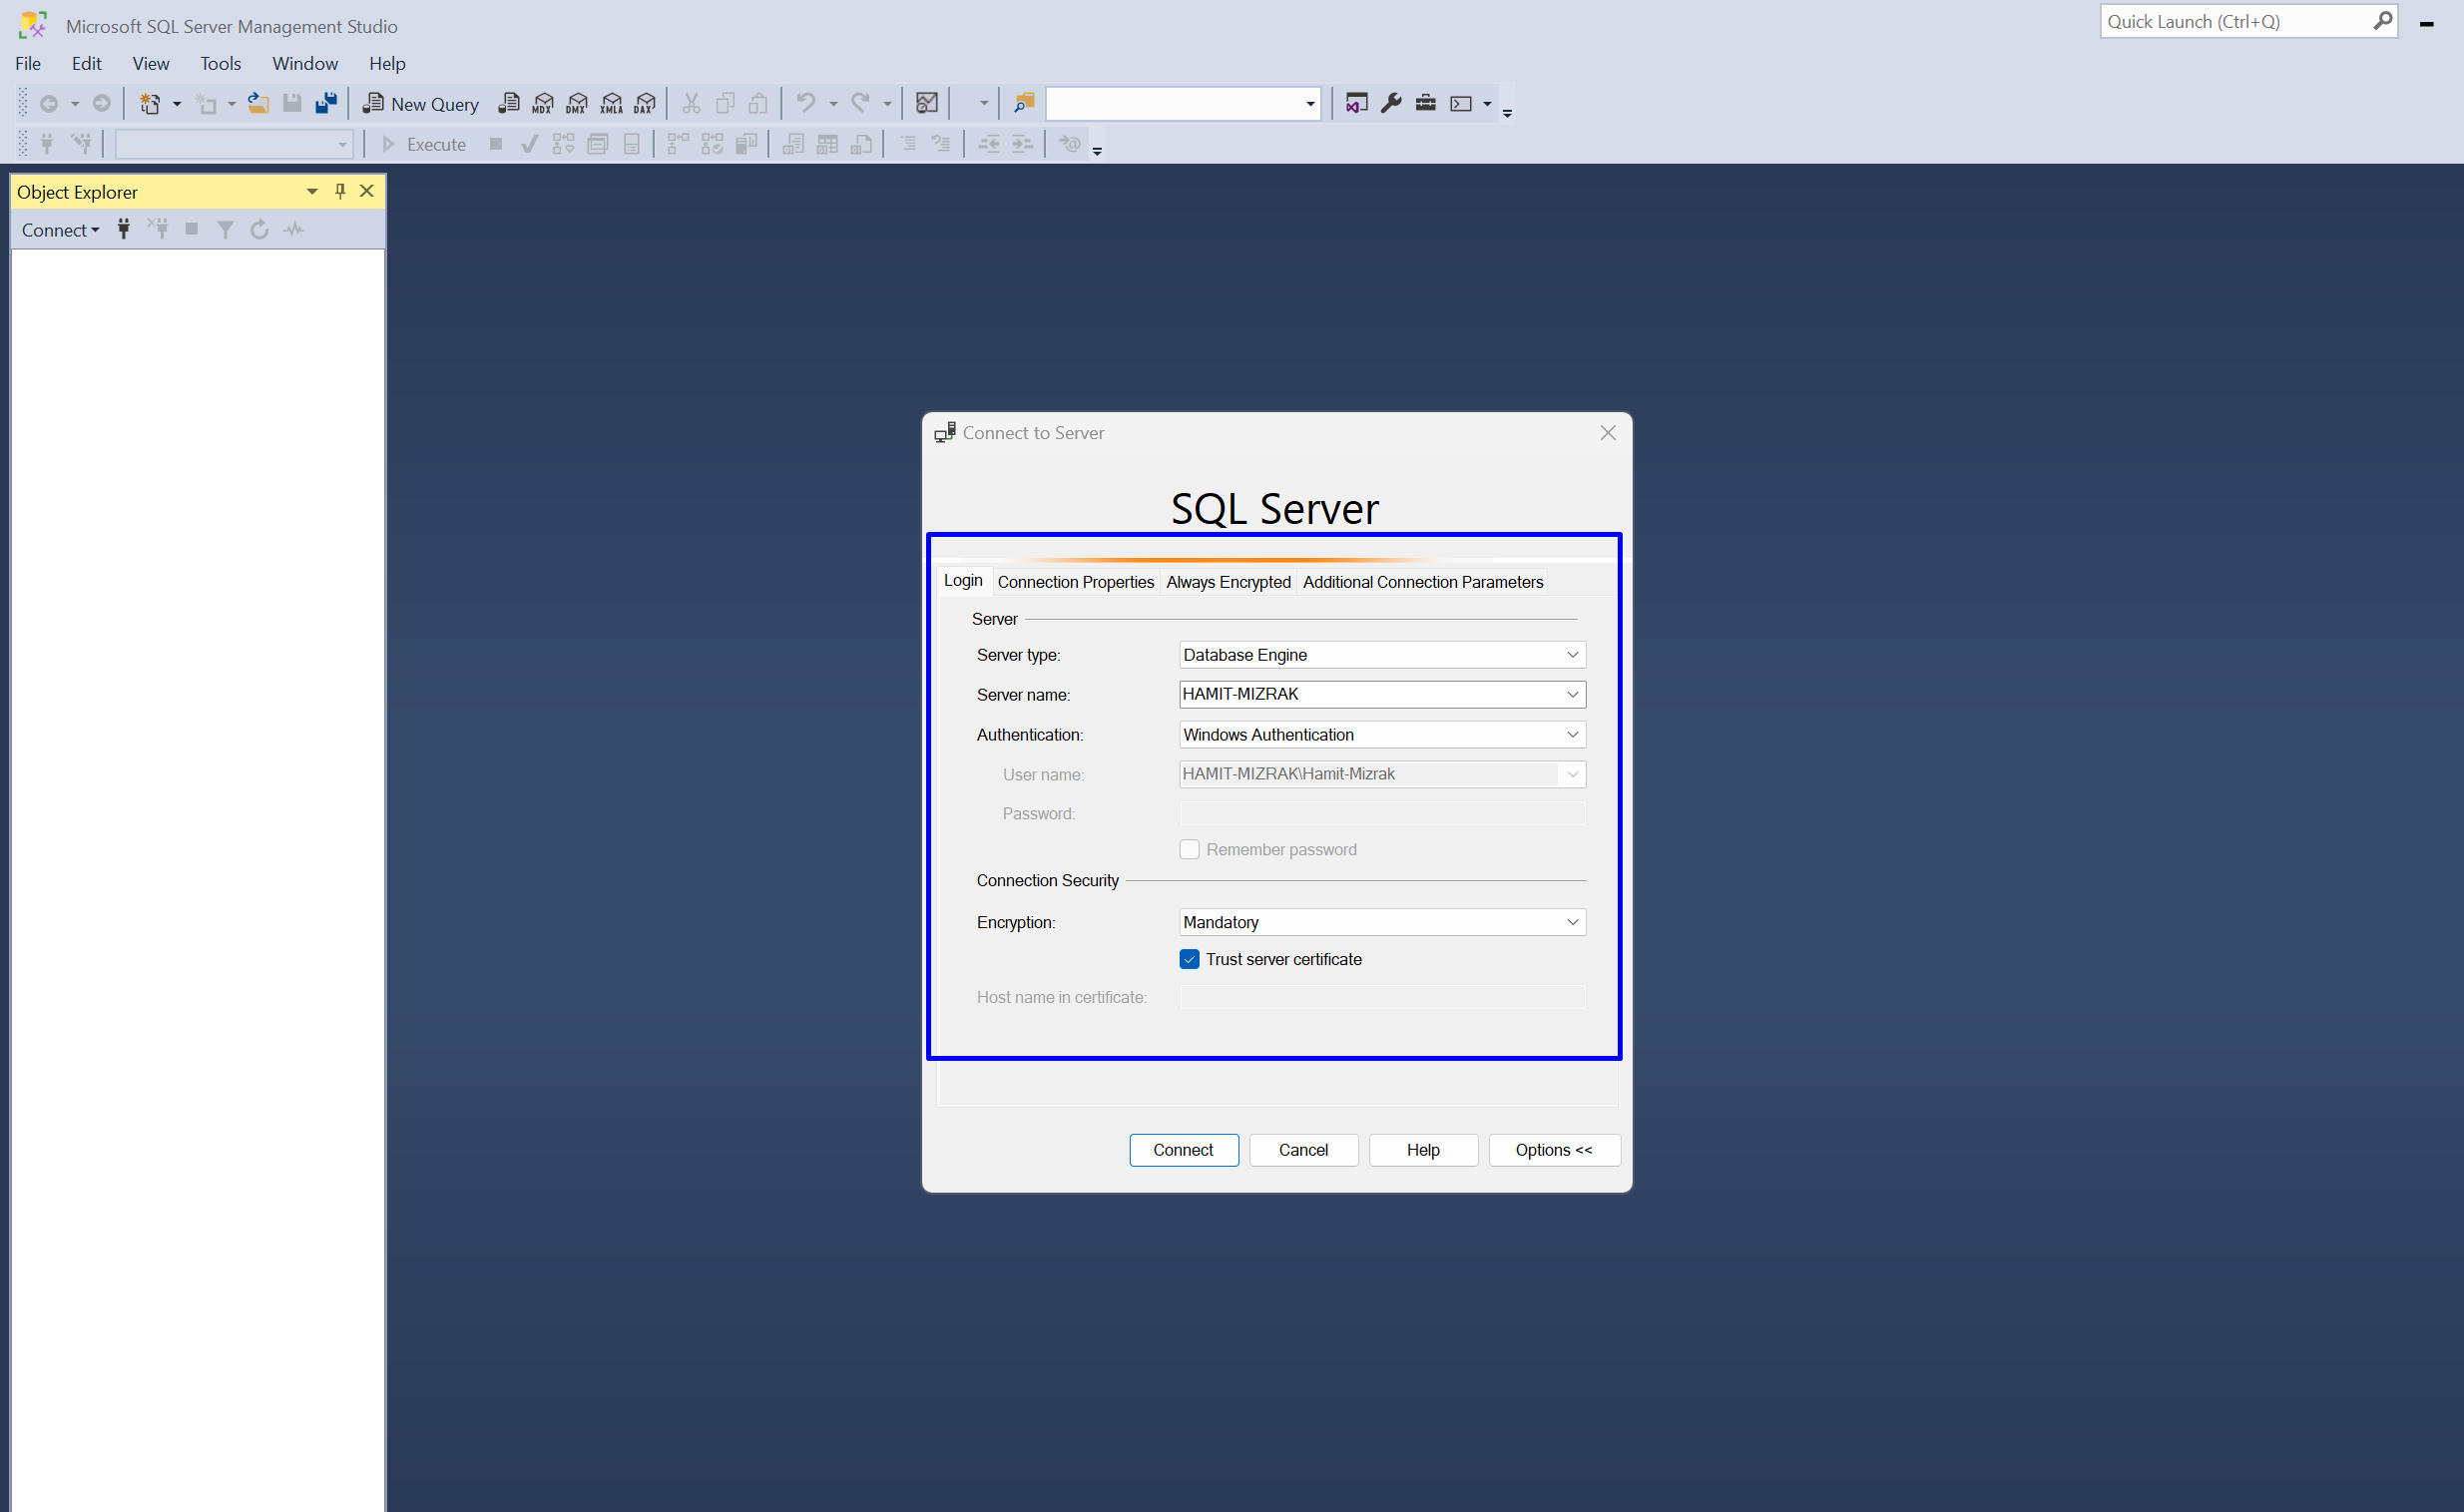 Microsoft SQL Server Management Studio
Quick Launch (Ctrl+Q)
File Edit View Tools Window Help
New Query MDX DMX XMLA DAX
Execute
Object Explorer
Connect
Connect to Server
SQL Server
Login Connection Properties Always Encrypted Additional Connection Parameters
Server
Server type: Database Engine
Server name: HAMIT-MIZRAK
Authentication: Windows Authentication
User name: HAMIT-MIZRAK\Hamit-Mizrak
Password:
Remember password
Connection Security
Encryption: Mandatory
Trust server certificate
Host name in certificate:
Connect Cancel Help Options <<